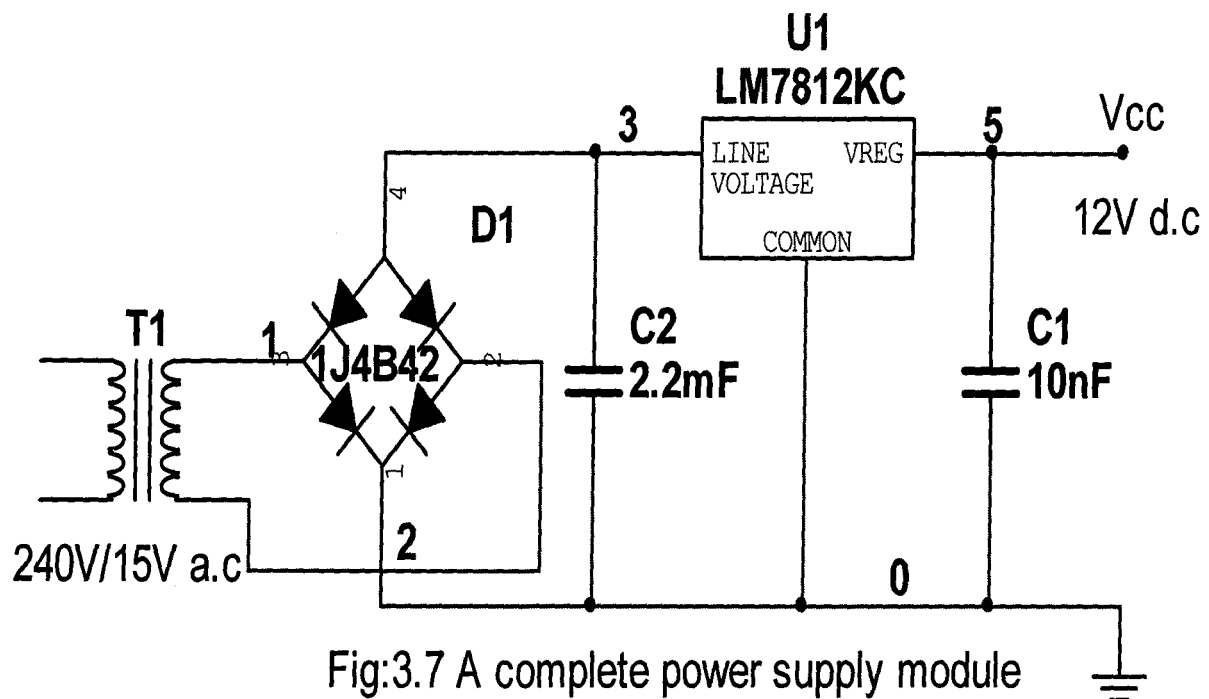 U1
LM7812KC
3
5
Vcc
LINE VREG
VOLTAGE
COMMON
12V d.c
4
D1
T1
1
3
1J4B42
2
C2
2.2mF
C1
10nF
1
2
0
240V/15V a.c
Fig:3.7 A complete power supply module